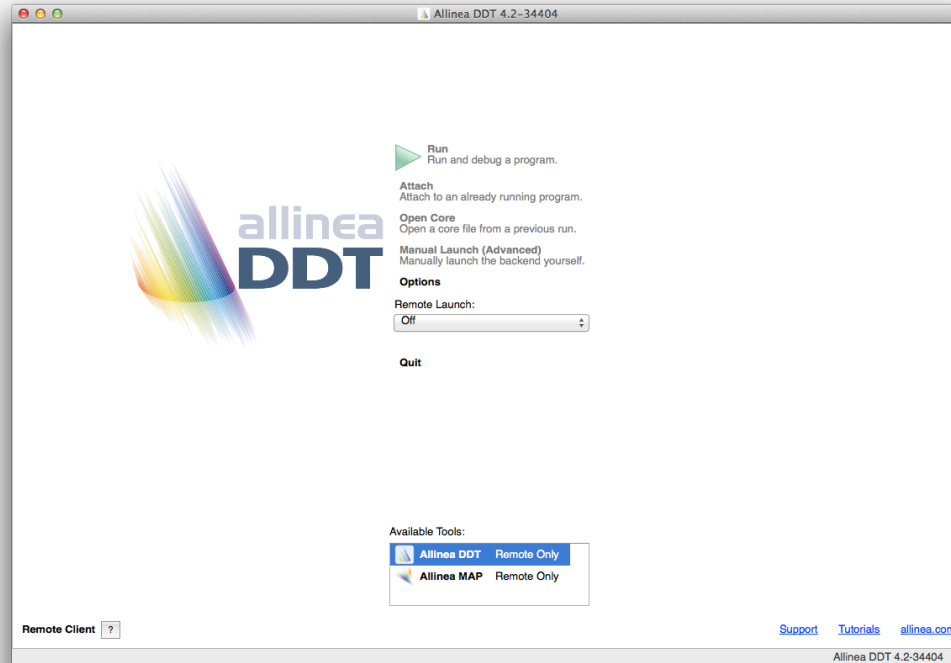 Allinea DDT 4.2-34404
Run
Run and debug a program.
Attach
Attach to an already running program.
Open Core
Open a core file from a previous run.
Manual Launch (Advanced)
Manually launch the backend yourself.
Options
Remote Launch:
Off
Quit
allinea
DDT
Available Tools:
Allinea DDT Remote Only
Allinea MAP Remote Only
Remote Client ?
Support Tutorials allinea.com
Allinea DDT 4.2-34404